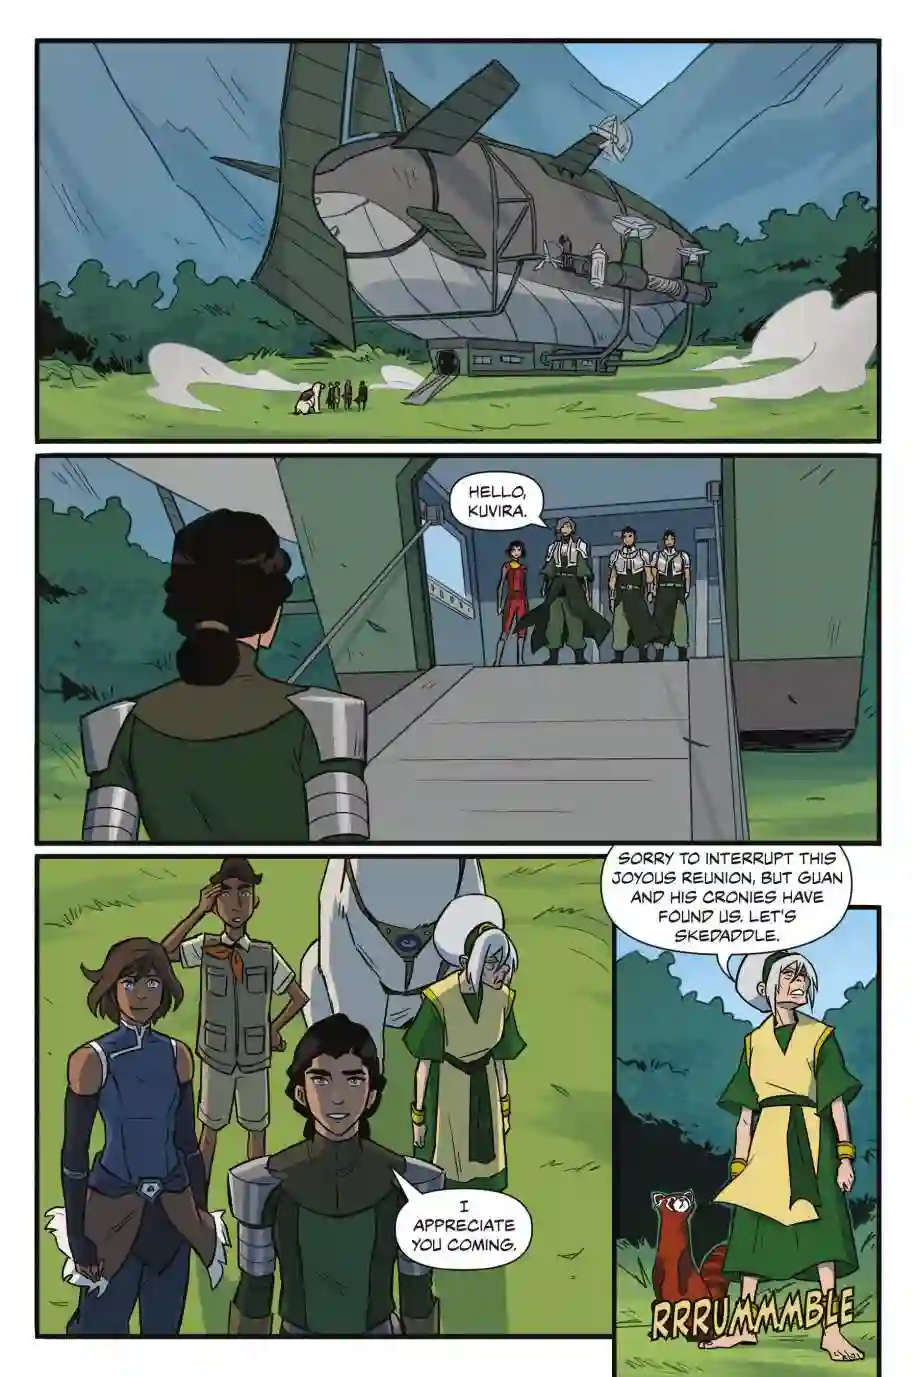 HELLO,
KUVIRA.
SORRY TO INTERRUPT THIS
JOYOUS REUNION, BUT GUAN
AND HIS CRONIES HAVE
FOUND US. LET'S
SKEDADDLE.
I
APPRECIATE
YOU COMING.
RRRUMMMBLE